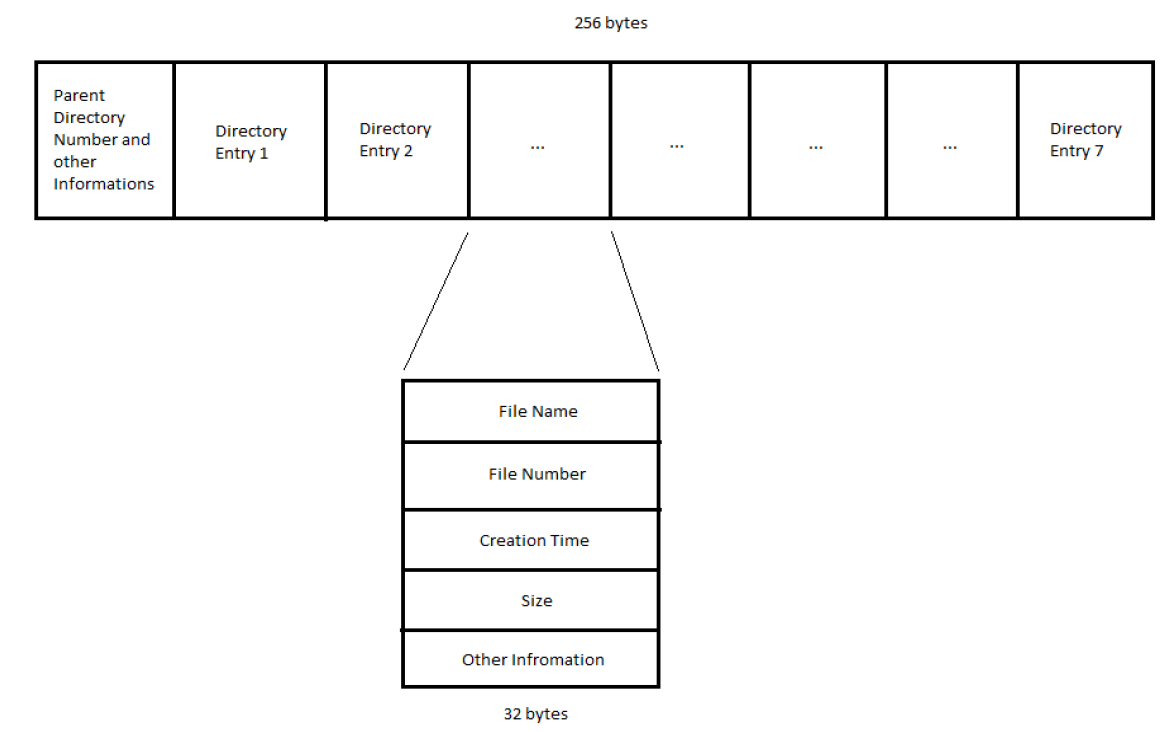 256 bytes
Parent
Directory
Number and
other
Informations
Directory
Entry 1
Directory
Entry 2
...
...
...
...
Directory
Entry 7
File Name
File Number
Creation Time
Size
Other Infromation
32 bytes